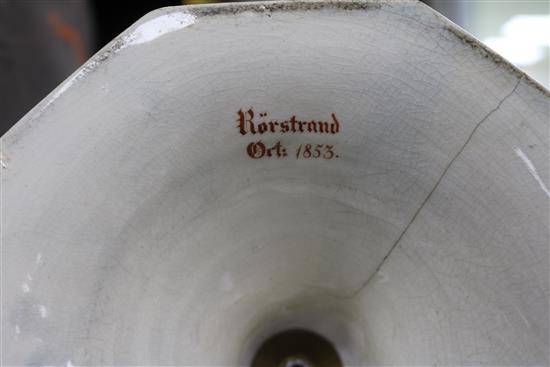 Rörstrand
Oct: 1853.